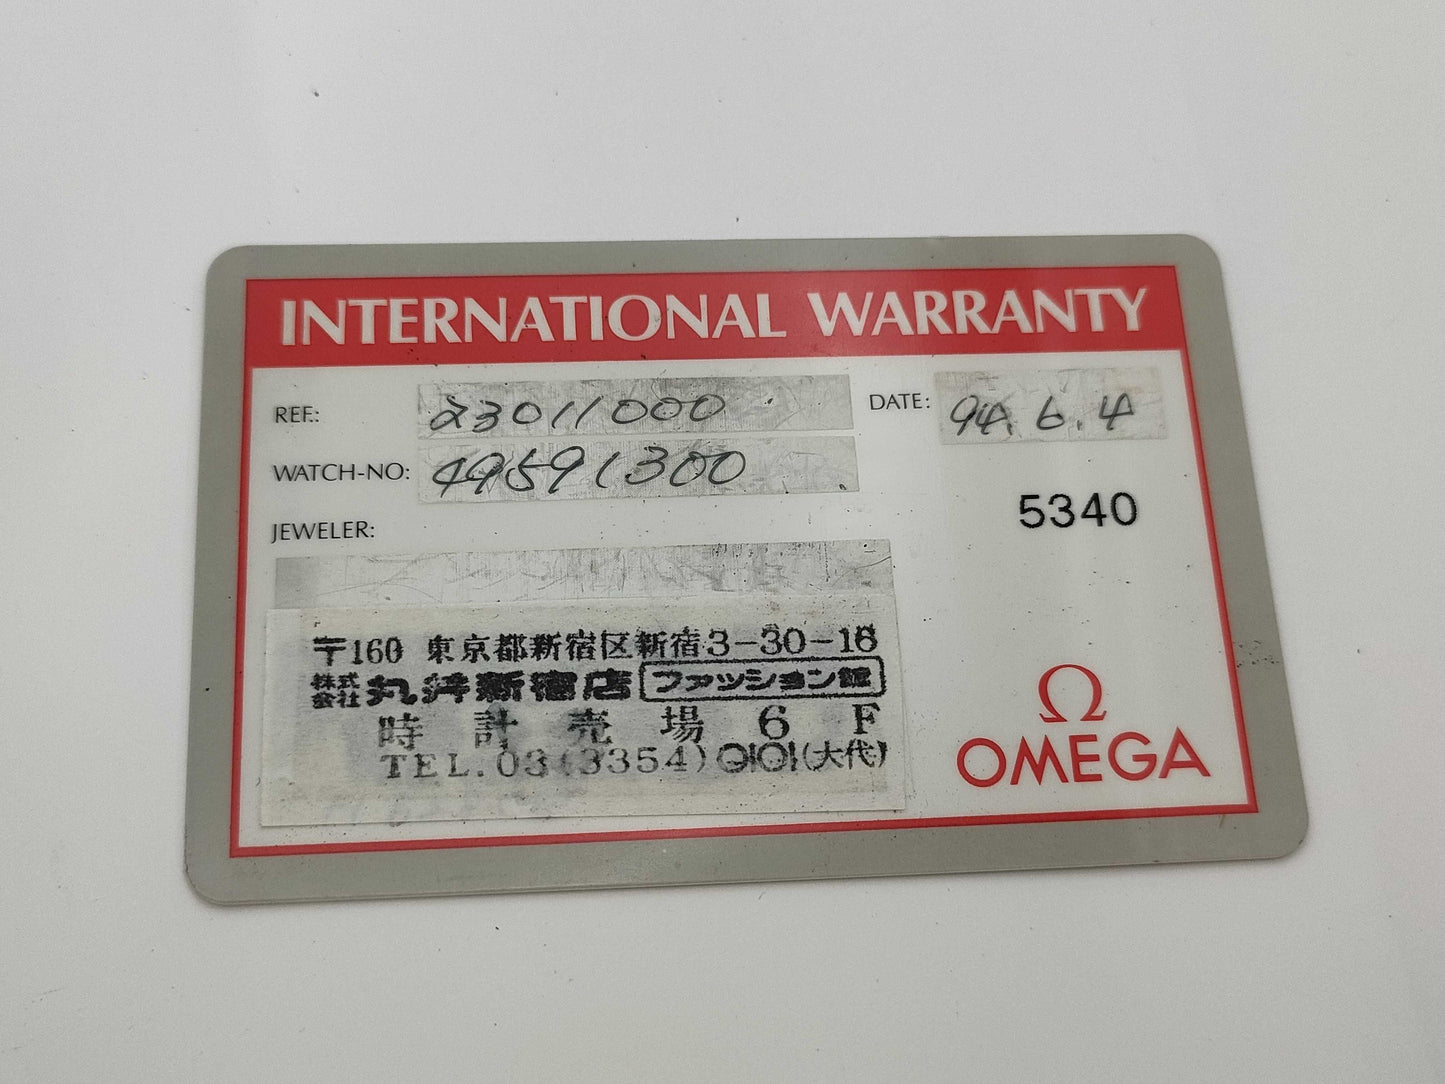 INTERNATIONAL WARRANTY
REF.: 23011000
DATE: 94.6.4
WATCH-NO: 49591300
5340
JEWELER:
〒160 東京都新宿区新宿3-30-16
株式会社 丸井新宿店 ファッション館
時計売場6F
TEL.03(3354)0101(大代)
Ω
OMEGA